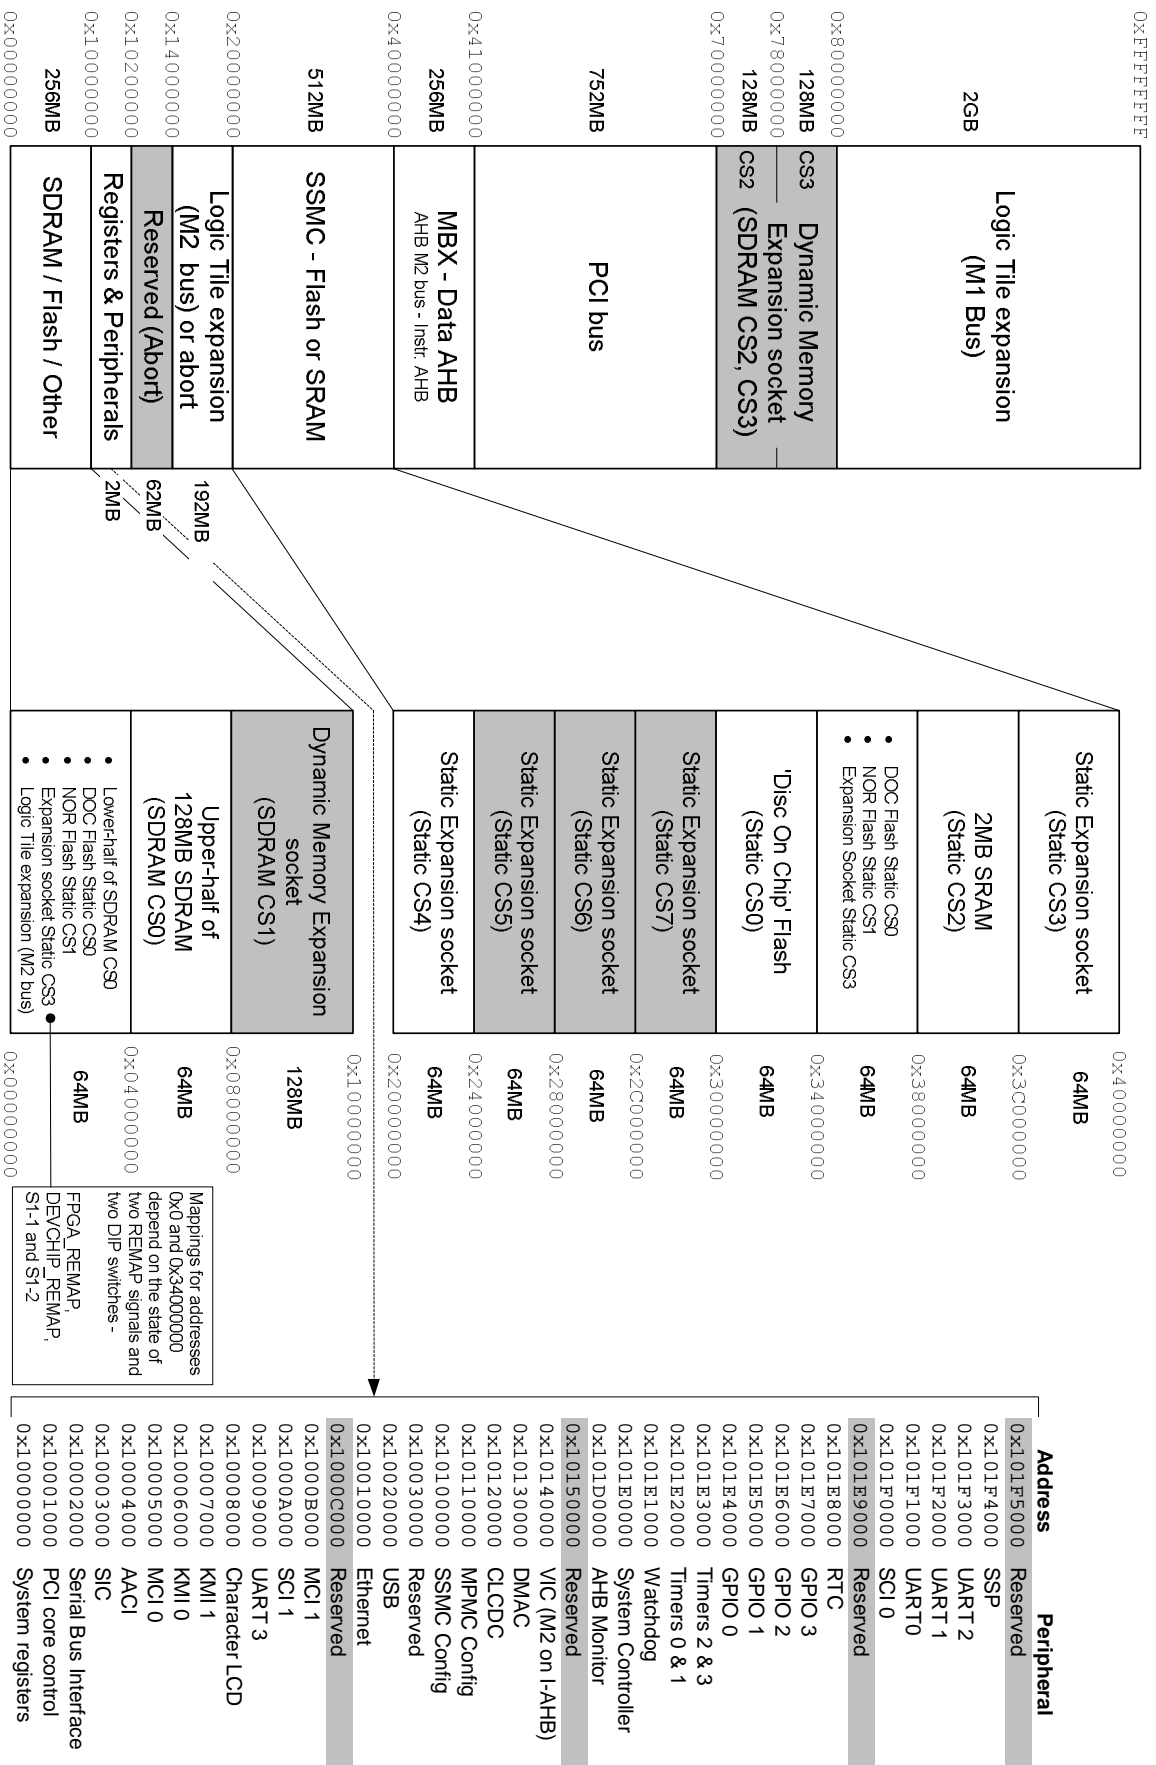 0xFFFFFFFF
2GB
Logic Tile expansion
(M1 Bus)
0x80000000
128MB
CS3
0x78000000
128MB
CS2
Dynamic Memory
Expansion socket
(SDRAM CS2, CS3)
0x70000000
752MB
PCI bus
0x41000000
256MB
MBX - Data AHB
AHB M2 bus - Instr. AHB
0x40000000
512MB
SSMC - Flash or SRAM
0x20000000
Logic Tile expansion
(M2 bus) or abort
192MB
0x14000000
Reserved (Abort)
62MB
0x10200000
Registers & Peripherals
2MB
0x10000000
256MB
SDRAM / Flash / Other
0x00000000
0x40000000
Static Expansion socket
(Static CS3)
64MB
0x3C000000
2MB SRAM
(Static CS2)
64MB
0x38000000
• DOC Flash Static CS0
• NOR Flash Static CS1
• Expansion Socket Static CS3
64MB
0x34000000
'Disc On Chip' Flash
(Static CS0)
64MB
0x30000000
Static Expansion socket
(Static CS7)
64MB
0x2C000000
Static Expansion socket
(Static CS6)
64MB
0x28000000
Static Expansion socket
(Static CS5)
64MB
0x24000000
Static Expansion socket
(Static CS4)
64MB
0x20000000
0x10000000
Dynamic Memory Expansion
socket
(SDRAM CS1)
128MB
0x08000000
Upper-half of
128MB SDRAM
(SDRAM CS0)
64MB
0x04000000
• Lower-half of SDRAM CS0
• DOC Flash Static CS0
• NOR Flash Static CS1
• Expansion socket Static CS3
• Logic Tile expansion (M2 bus)
64MB
0x00000000
Mappings for addresses
0x0 and 0x34000000
depend on the state of
two REMAP signals and
two DIP switches -
FPGA_REMAP,
DEVCHIP_REMAP,
S1-1 and S1-2
Address Peripheral
0x101F5000 Reserved
0x101F4000 SSP
0x101F3000 UART 2
0x101F2000 UART 1
0x101F1000 UART0
0x101F0000 SCI 0
0x101E9000 Reserved
0x101E8000 RTC
0x101E7000 GPIO 3
0x101E6000 GPIO 2
0x101E5000 GPIO 1
0x101E4000 GPIO 0
0x101E3000 Timers 2 & 3
0x101E2000 Timers 0 & 1
0x101E1000 Watchdog
0x101E0000 System Controller
0x101D0000 AHB Monitor
0x10150000 Reserved
0x10140000 VIC (M2 on I-AHB)
0x10130000 DMAC
0x10120000 CLCDC
0x10110000 MPMC Config
0x10100000 SSMC Config
0x10030000 Reserved
0x10020000 USB
0x10010000 Ethernet
0x1000C000 Reserved
0x1000B000 MCI 1
0x1000A000 SCI 1
0x10009000 UART 3
0x10008000 Character LCD
0x10007000 KMI 1
0x10006000 KMI 0
0x10005000 MCI 0
0x10004000 AACI
0x10003000 SIC
0x10002000 Serial Bus Interface
0x10001000 PCI core control
0x10000000 System registers